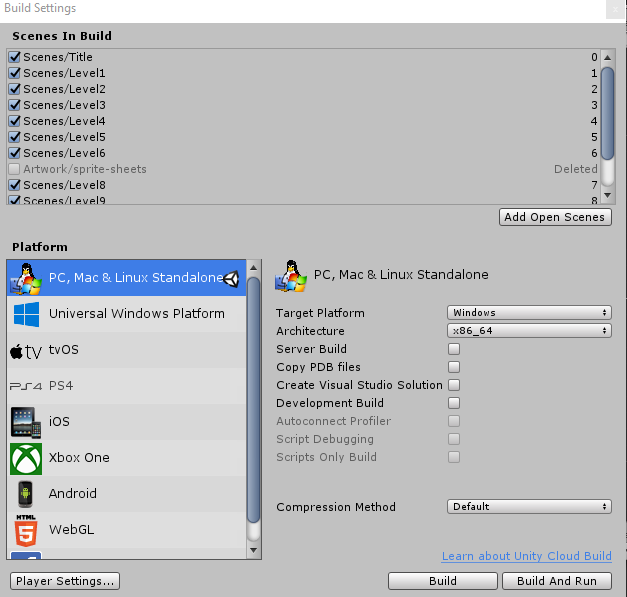 Build Settings
Scenes In Build
Scenes/Title 0
Scenes/Level1 1
Scenes/Level2 2
Scenes/Level3 3
Scenes/Level4 4
Scenes/Level5 5
Scenes/Level6 6
Artwork/sprite-sheets Deleted
Scenes/Level8 7
Scenes/Level9 8
Add Open Scenes
Platform
PC, Mac & Linux Standalone
Universal Windows Platform
tv tvOS
PS4 PS4
iOS
Xbox One
Android
HTML 5 WebGL
PC, Mac & Linux Standalone
Target Platform Windows
Architecture x86_64
Server Build
Copy PDB files
Create Visual Studio Solution
Development Build
Autoconnect Profiler
Script Debugging
Scripts Only Build
Compression Method Default
Learn about Unity Cloud Build
Player Settings... Build Build And Run